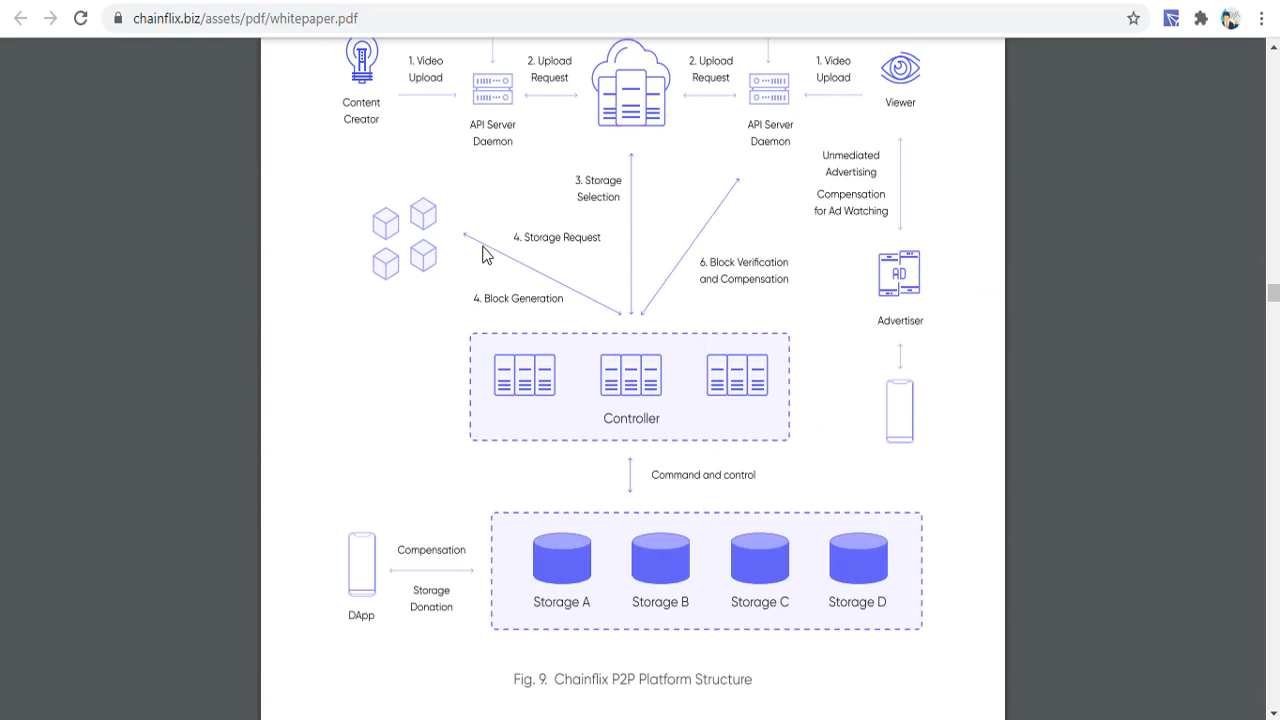 chainflix.biz/assets/pdf/whitepaper.pdf
1. Video
Upload
2. Upload
Request
2. Upload
Request
1. Video
Upload
Content
Creator
API Server
Daemon
API Server
Daemon
Viewer
Unmediated
Advertising
Compensation
for Ad Watching
3. Storage
Selection
4. Storage Request
4. Block Generation
6. Block Verification
and Compensation
AD
Advertiser
Controller
Command and control
Compensation
Storage
Donation
DApp
Storage A
Storage B
Storage C
Storage D
Fig. 9. Chainflix P2P Platform Structure